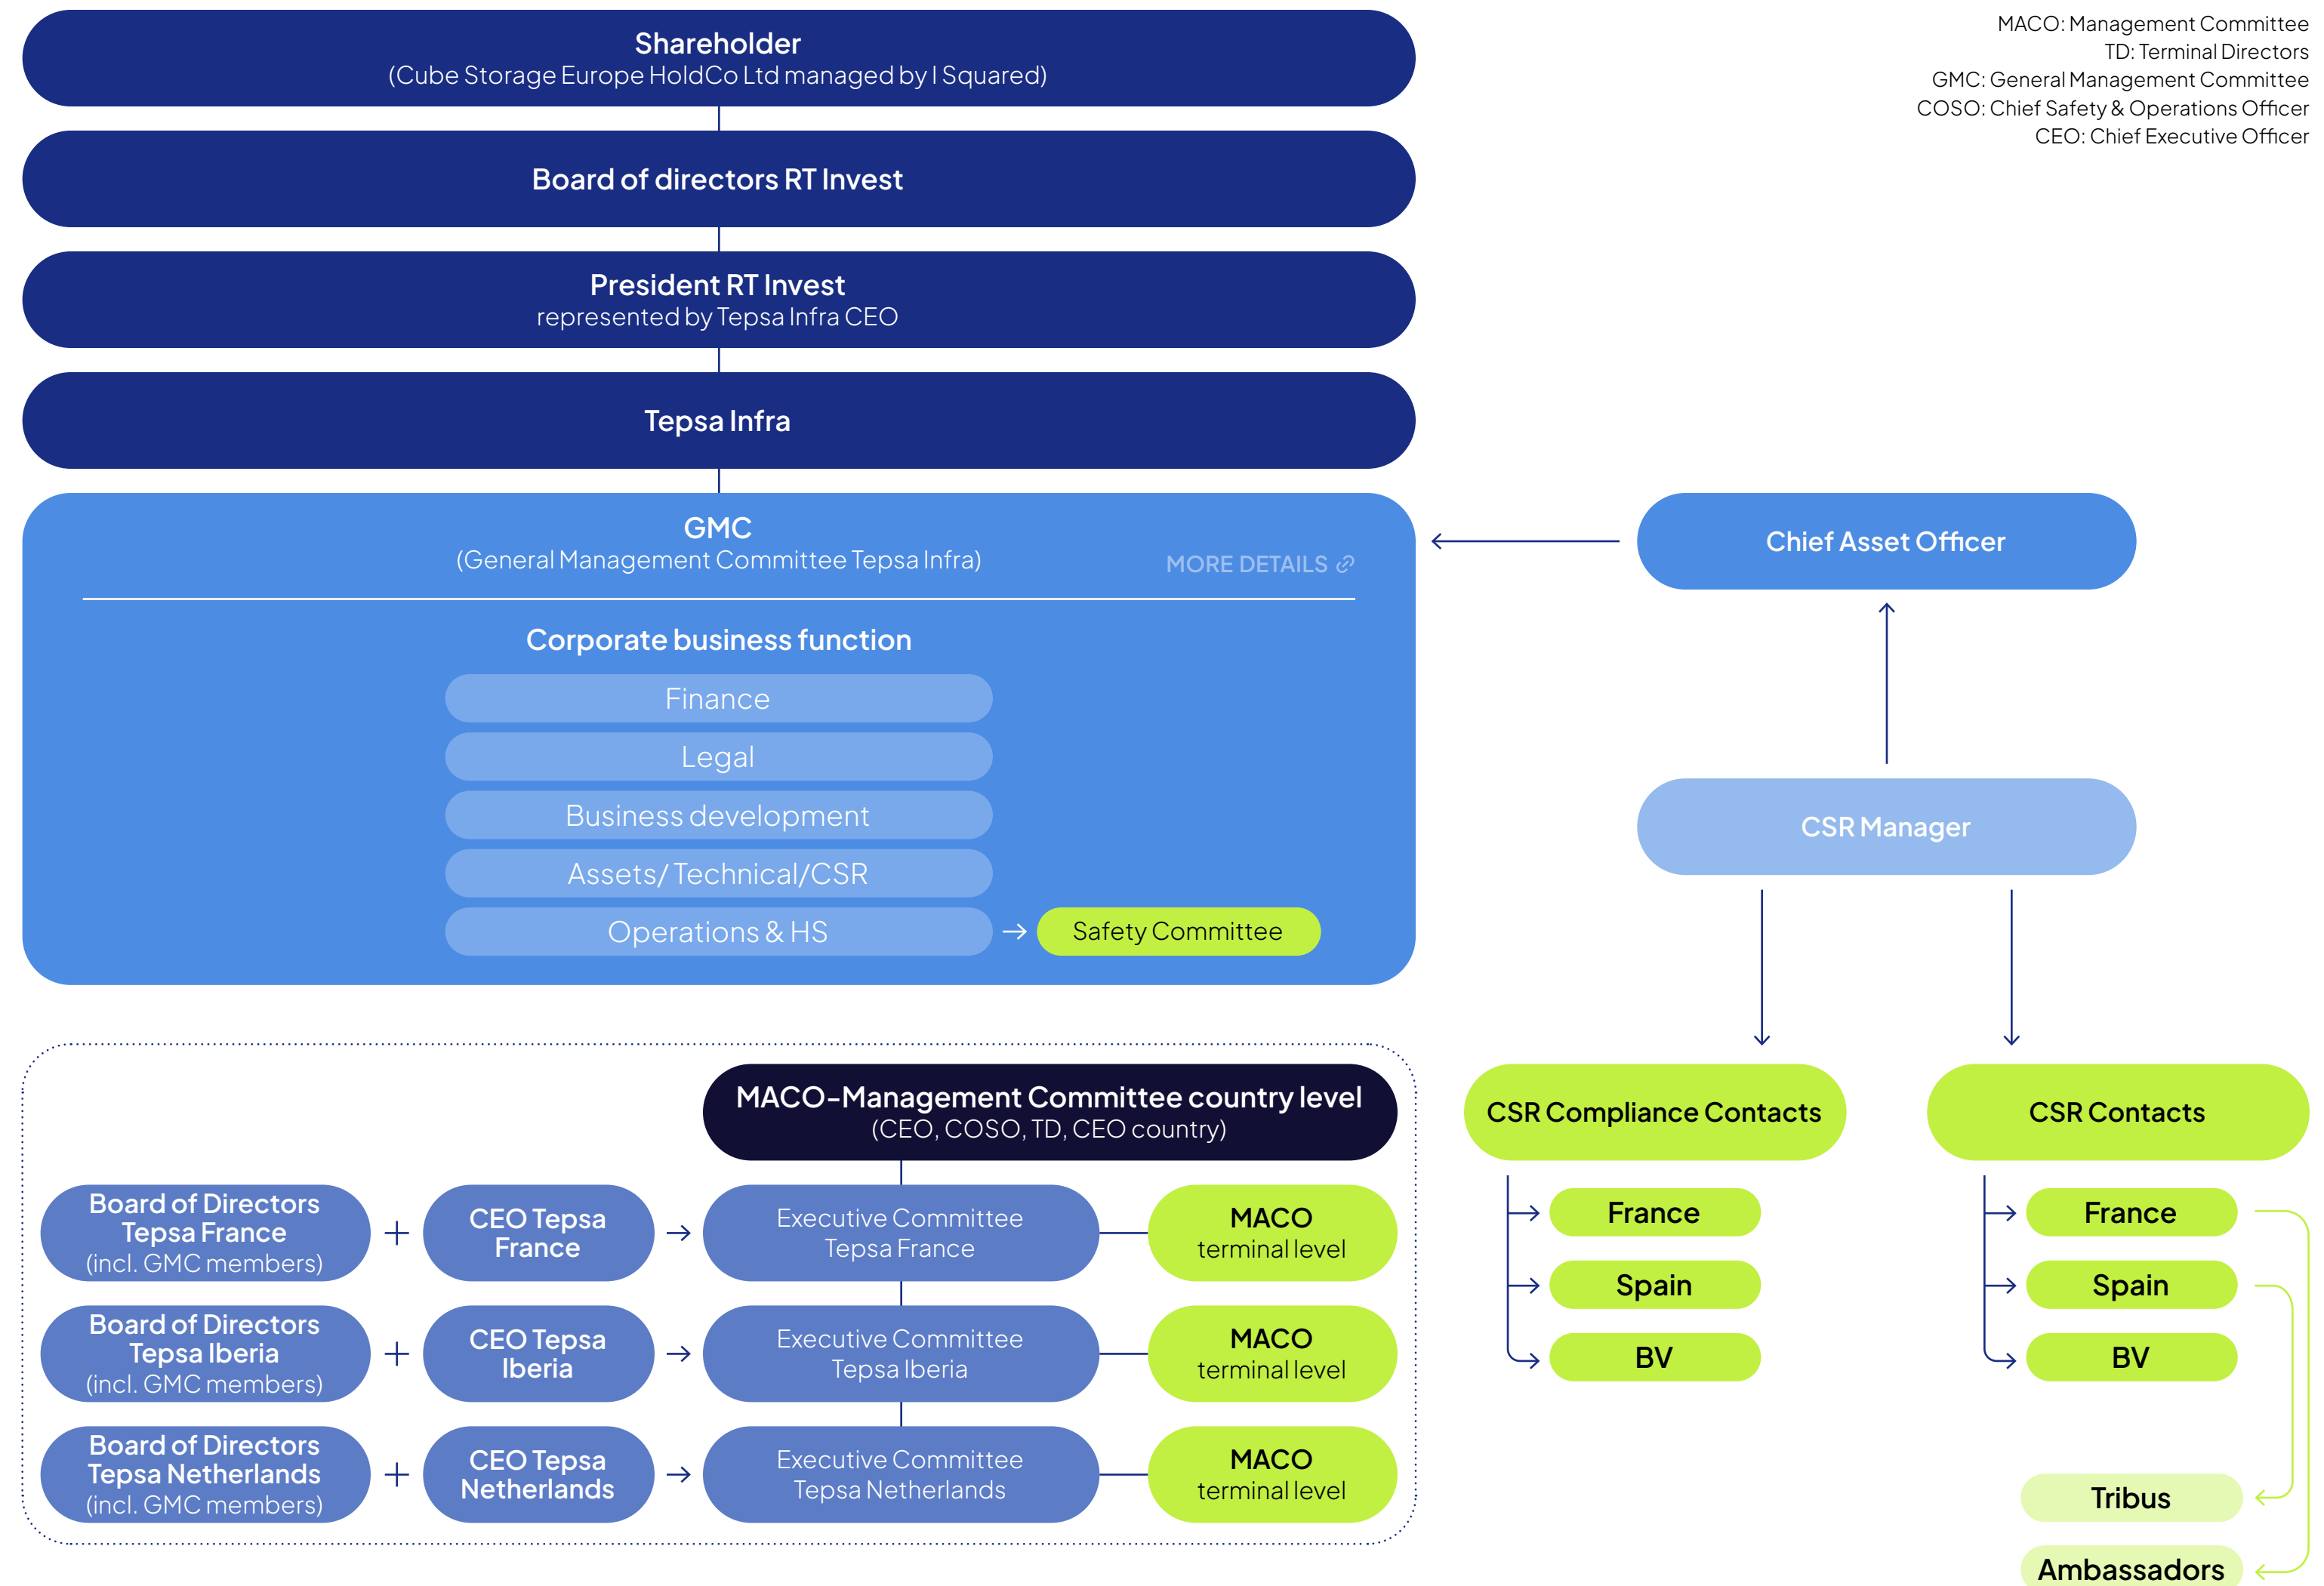 Shareholder
(Cube Storage Europe HoldCo Ltd managed by I Squared)
Board of directors RT Invest
President RT Invest
represented by Tepsa Infra CEO
Tepsa Infra
MACO: Management Committee
TD: Terminal Directors
GMC: General Management Committee
COSO: Chief Safety & Operations Officer
CEO: Chief Executive Officer
GMC
(General Management Committee Tepsa Infra)
MORE DETAILS
Corporate business function
Finance
Legal
Business development
Assets/ Technical/CSR
Operations & HS
Safety Committee
Chief Asset Officer
CSR Manager
MACO-Management Committee country level
(CEO, COSO, TD, CEO country)
Board of Directors
Tepsa France
(incl. GMC members)
+
CEO Tepsa
France
Executive Committee
Tepsa France
MACO
terminal level
Board of Directors
Tepsa Iberia
(incl. GMC members)
+
CEO Tepsa
Iberia
Executive Committee
Tepsa Iberia
MACO
terminal level
Board of Directors
Tepsa Netherlands
(incl. GMC members)
+
CEO Tepsa
Netherlands
Executive Committee
Tepsa Netherlands
MACO
terminal level
CSR Compliance Contacts
France
Spain
BV
CSR Contacts
France
Spain
BV
Tribus
Ambassadors